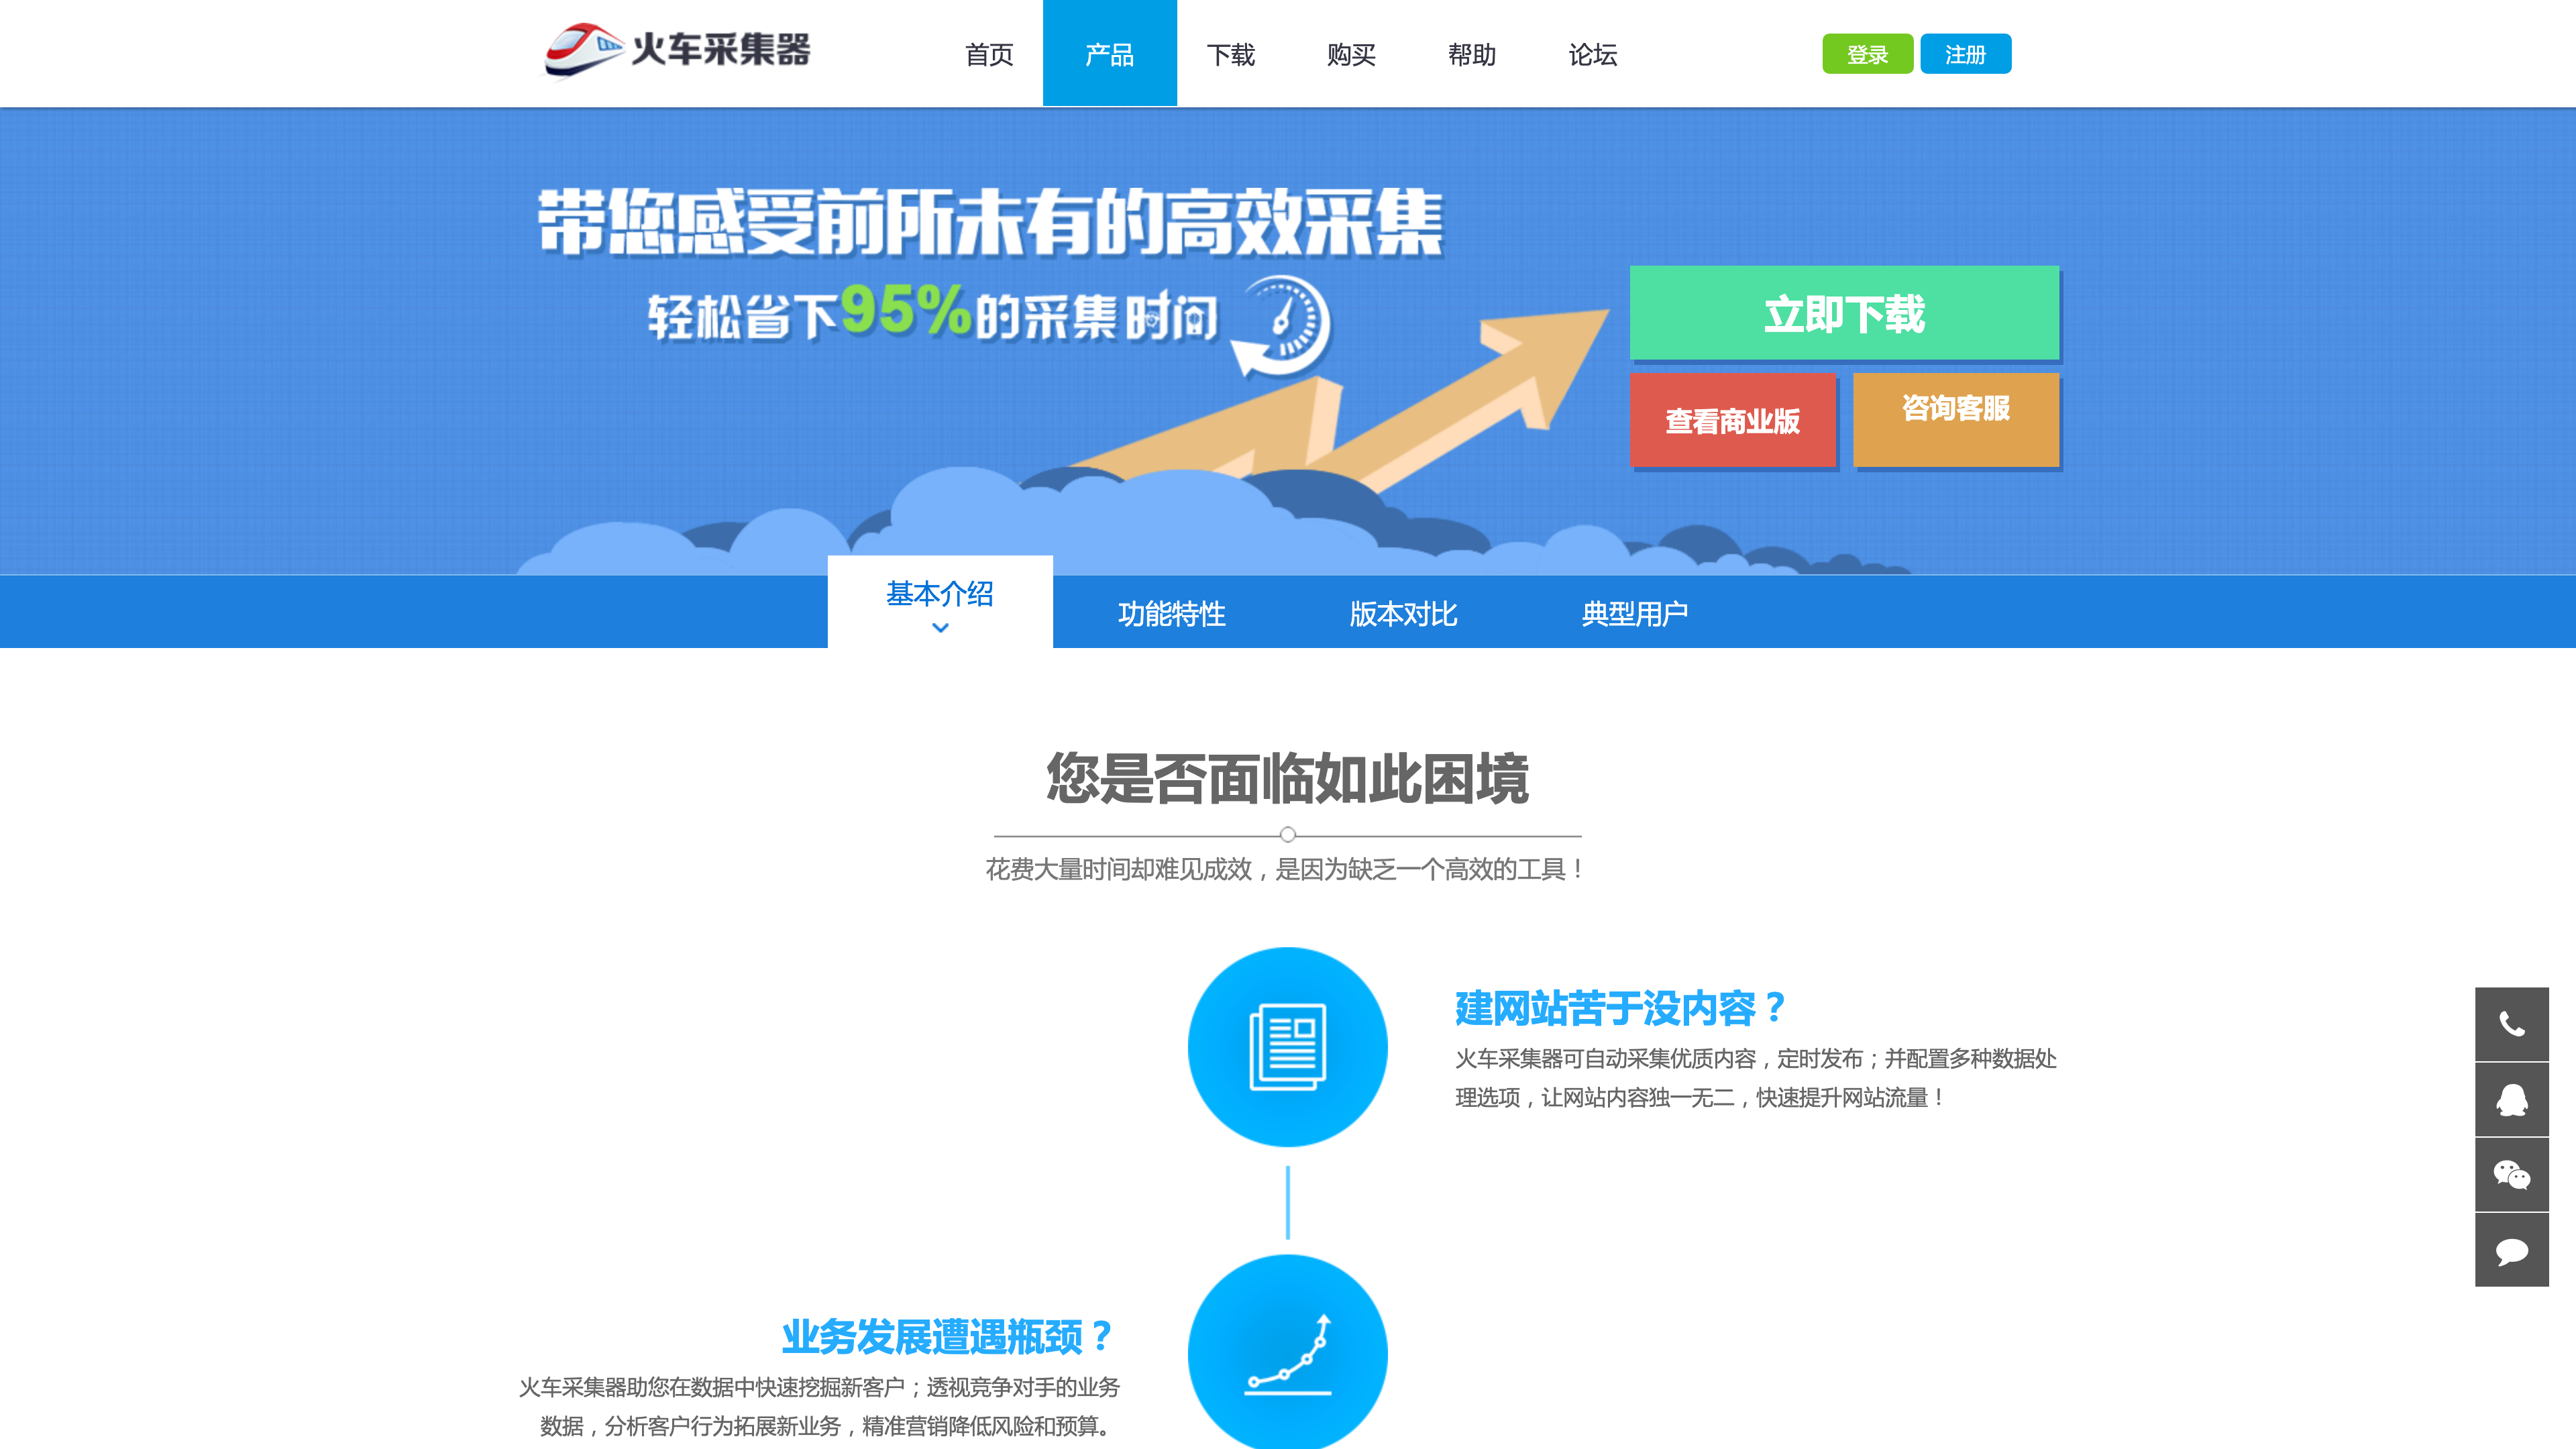 火车采集器
首页 产品 下载 购买 帮助 论坛
登录 注册
带您感受前所未有的高效采集
轻松省下95%的采集时间
立即下载
查看商业版 咨询客服
基本介绍 功能特性 版本对比 典型用户
您是否面临如此困境
花费大量时间却难见成效，是因为缺乏一个高效的工具！
建网站苦于没内容？
火车采集器可自动采集优质内容，定时发布；并配置多种数据处
理选项，让网站内容独一无二，快速提升网站流量！
业务发展遭遇瓶颈？
火车采集器助您在数据中快速挖掘新客户；透视竞争对手的业务
数据，分析客户行为拓展新业务，精准营销降低风险和预算。